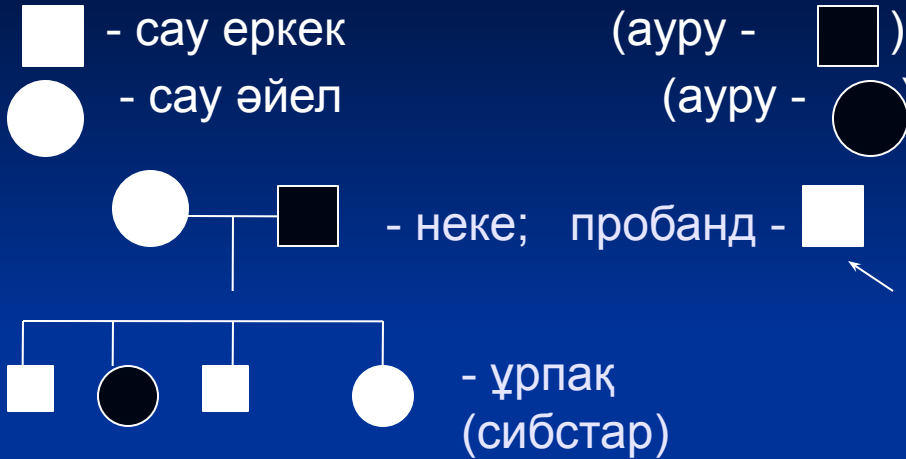 - сау еркек (ауру - )
- сау әйел (ауру - )
- неке; пробанд -
- ұрпақ
(сибстар)